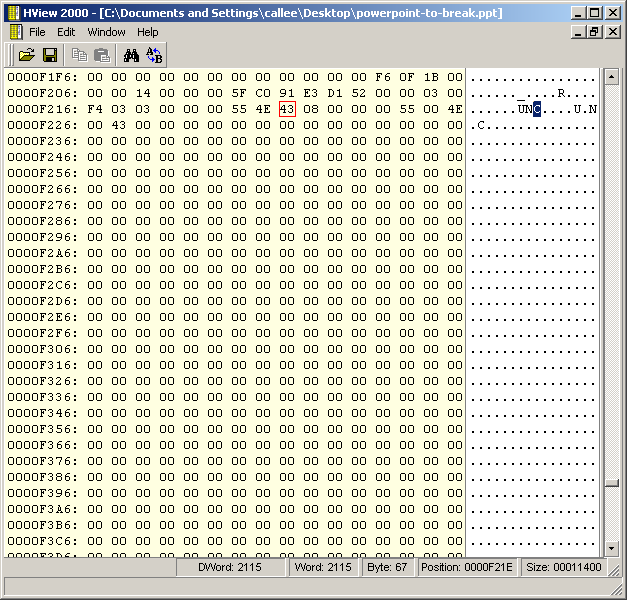 HView 2000 - [C:\Documents and Settings\callee\Desktop\powerpoint-to-break.ppt]
File Edit Window Help
0000F1F6: 00 00 00 00 00 00 00 00 00 00 00 00 F6 0F 1B 00 ................
0000F206: 00 00 14 00 00 00 5F C0 91 E3 D1 52 00 00 03 00 ......_....R....
0000F216: F4 03 03 00 00 00 55 4E 43 08 00 00 00 55 00 4E ......UNC....U.N
0000F226: 00 43 00 00 00 00 00 00 00 00 00 00 00 00 00 00 .C..............
0000F236: 00 00 00 00 00 00 00 00 00 00 00 00 00 00 00 00 ................
0000F246: 00 00 00 00 00 00 00 00 00 00 00 00 00 00 00 00 ................
0000F256: 00 00 00 00 00 00 00 00 00 00 00 00 00 00 00 00 ................
0000F266: 00 00 00 00 00 00 00 00 00 00 00 00 00 00 00 00 ................
0000F276: 00 00 00 00 00 00 00 00 00 00 00 00 00 00 00 00 ................
0000F286: 00 00 00 00 00 00 00 00 00 00 00 00 00 00 00 00 ................
0000F296: 00 00 00 00 00 00 00 00 00 00 00 00 00 00 00 00 ................
0000F2A6: 00 00 00 00 00 00 00 00 00 00 00 00 00 00 00 00 ................
0000F2B6: 00 00 00 00 00 00 00 00 00 00 00 00 00 00 00 00 ................
0000F2C6: 00 00 00 00 00 00 00 00 00 00 00 00 00 00 00 00 ................
0000F2D6: 00 00 00 00 00 00 00 00 00 00 00 00 00 00 00 00 ................
0000F2E6: 00 00 00 00 00 00 00 00 00 00 00 00 00 00 00 00 ................
0000F2F6: 00 00 00 00 00 00 00 00 00 00 00 00 00 00 00 00 ................
0000F306: 00 00 00 00 00 00 00 00 00 00 00 00 00 00 00 00 ................
0000F316: 00 00 00 00 00 00 00 00 00 00 00 00 00 00 00 00 ................
0000F326: 00 00 00 00 00 00 00 00 00 00 00 00 00 00 00 00 ................
0000F336: 00 00 00 00 00 00 00 00 00 00 00 00 00 00 00 00 ................
0000F346: 00 00 00 00 00 00 00 00 00 00 00 00 00 00 00 00 ................
0000F356: 00 00 00 00 00 00 00 00 00 00 00 00 00 00 00 00 ................
0000F366: 00 00 00 00 00 00 00 00 00 00 00 00 00 00 00 00 ................
0000F376: 00 00 00 00 00 00 00 00 00 00 00 00 00 00 00 00 ................
0000F386: 00 00 00 00 00 00 00 00 00 00 00 00 00 00 00 00 ................
0000F396: 00 00 00 00 00 00 00 00 00 00 00 00 00 00 00 00 ................
0000F3A6: 00 00 00 00 00 00 00 00 00 00 00 00 00 00 00 00 ................
0000F3B6: 00 00 00 00 00 00 00 00 00 00 00 00 00 00 00 00 ................
0000F3C6: 00 00 00 00 00 00 00 00 00 00 00 00 00 00 00 00 ................
0000F3D6: 00 00 00 00 00 00 00 00 00 00 00 00 00 00 00 00
DWord: 2115 Word: 2115 Byte: 67 Position: 0000F21E Size: 00011400